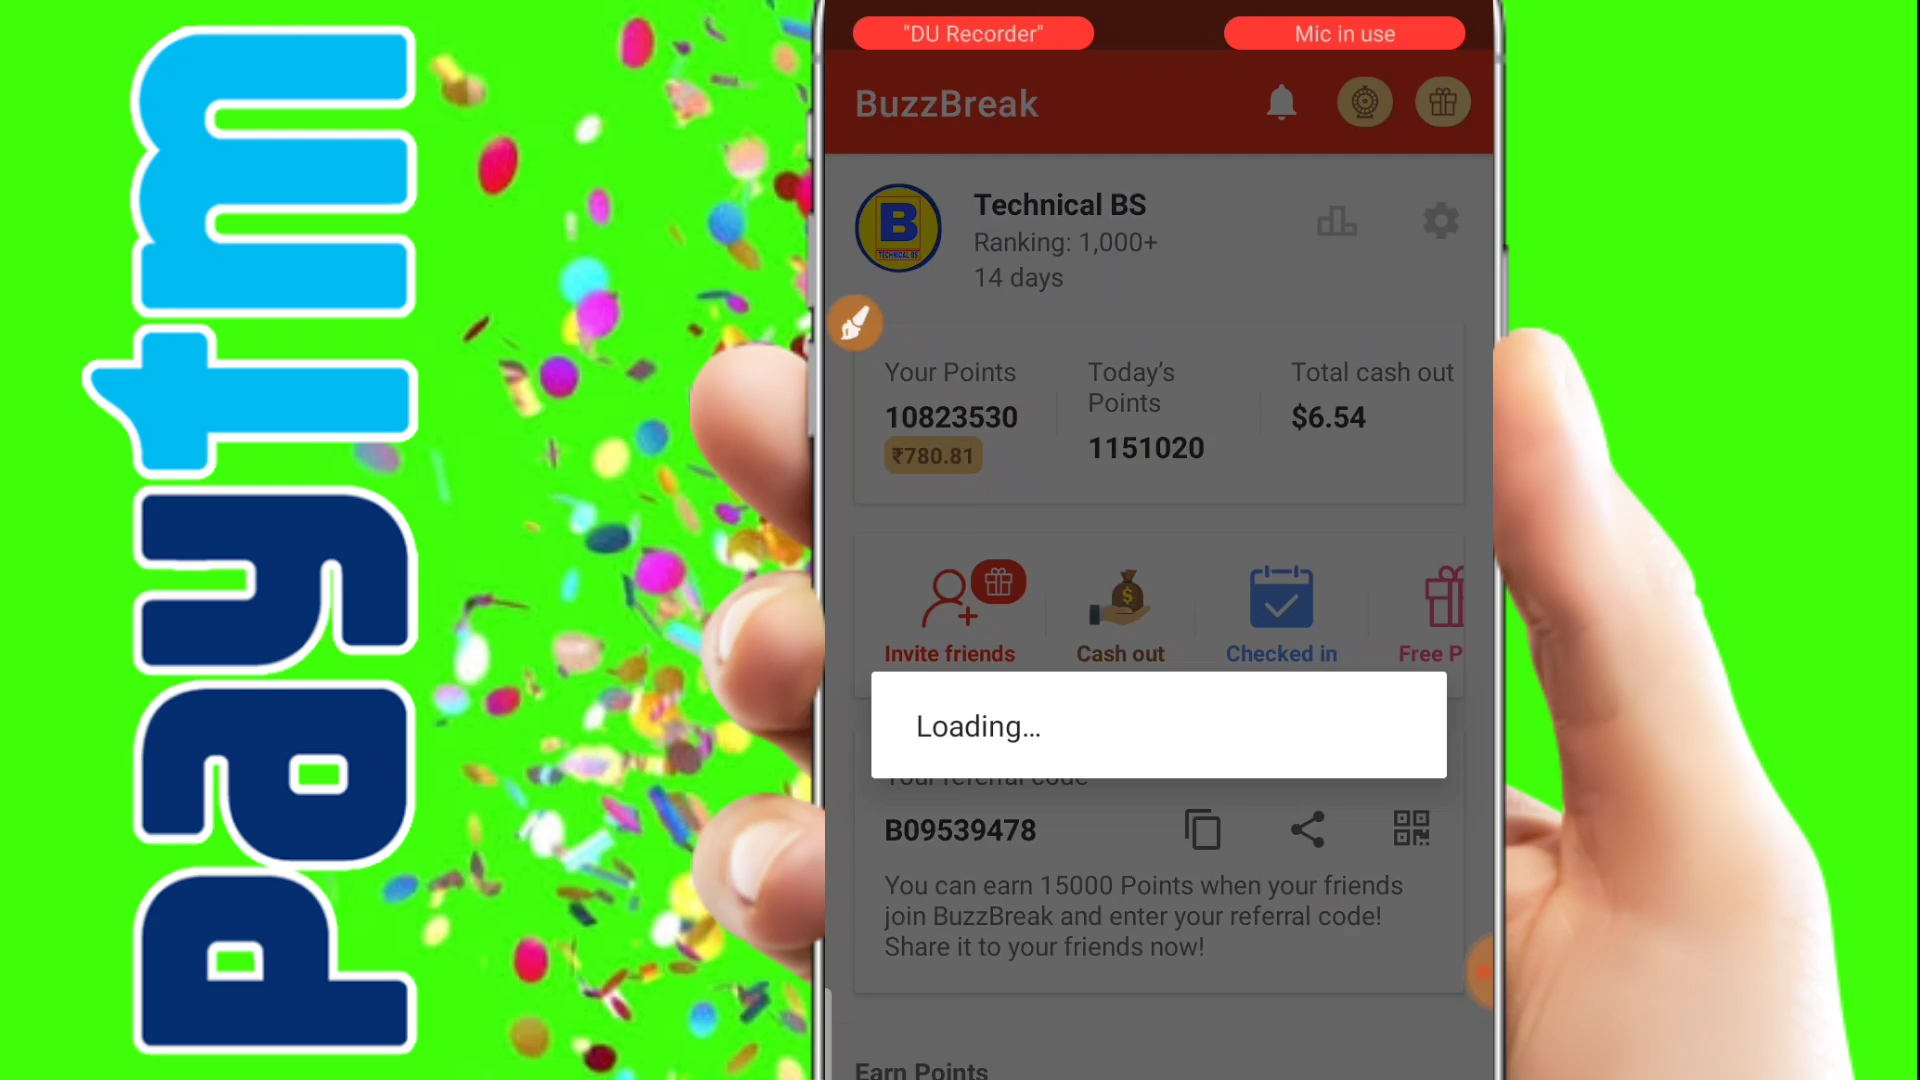 paytm
"DU Recorder"
Mic in use
BuzzBreak
B
TECHNICAL BS
Technical BS
Ranking: 1,000+
14 days
Your Points
Today's Points
Total cash out
10823530
1151020
$6.54
₹780.81
Invite friends
Cash out
Checked in
Free P
Loading...
Your referral code
B09539478
You can earn 15000 Points when your friends
join BuzzBreak and enter your referral code!
Share it to your friends now!
Earn Points